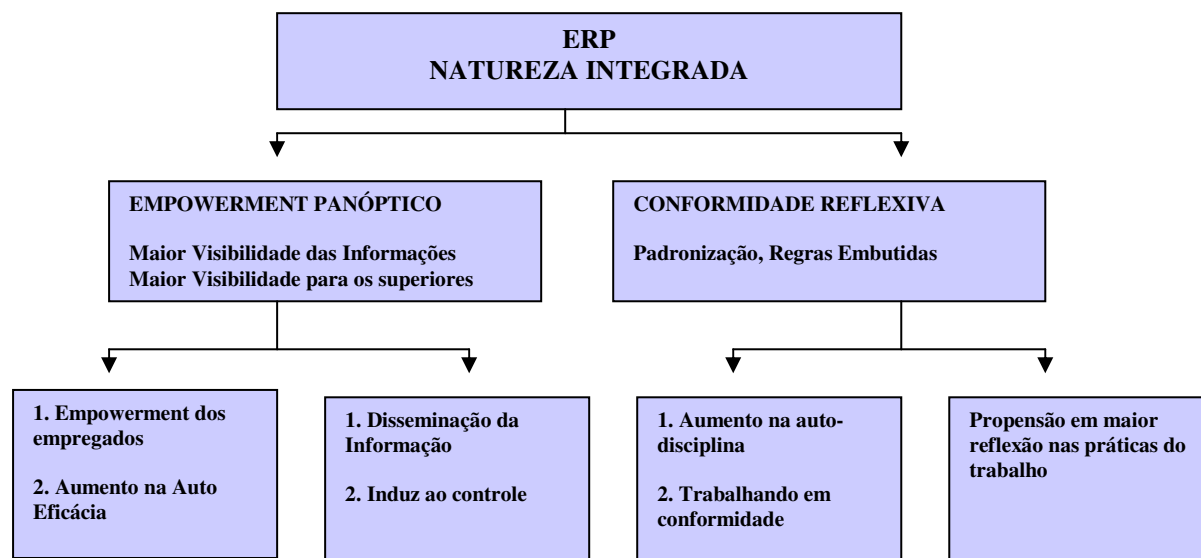 ERP
NATUREZA INTEGRADA
EMPOWERMENT PANÓPTICO
Maior Visibilidade das Informações
Maior Visibilidade para os superiores
CONFORMIDADE REFLEXIVA
Padronização, Regras Embutidas
1. Empowerment dos
empregados
2. Aumento na Auto
Eficácia
1. Disseminação da
Informação
2. Induz ao controle
1. Aumento na auto-
disciplina
2. Trabalhando em
conformidade
Propensão em maior
reflexão nas práticas do
trabalho